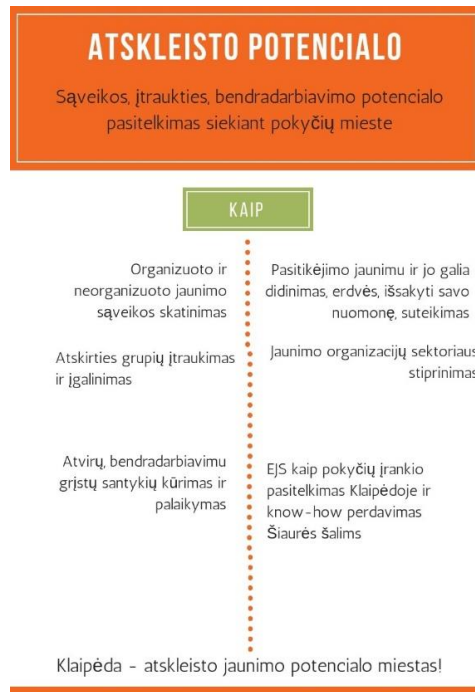 ATSKLEISTO POTENCIALO
Sąveikos, įtraukties, bendradarbiavimo potencialo
pasitelkimas siekiant pokyčių mieste
KAIP
Organizuoto ir
neorganizuoto jaunimo
sąveikos skatinimas
Atskirties grupių įtraukimas
ir įgalinimas
Atvirų, bendradarbiavimu
grįstų santykių kūrimas ir
palaikymas
Pasitikėjimo jaunimu ir jo galia
didinimas, erdvės, išsakyti savo
nuomonę, suteikimas
Jaunimo organizacijų sektoriaus
stiprinimas
EJS kaip pokyčių įrankio
pasitelkimas Klaipėdoje ir
know-how perdavimas
Šiaurės šalims
Klaipėda - atskleisto jaunimo potencialo miestas!